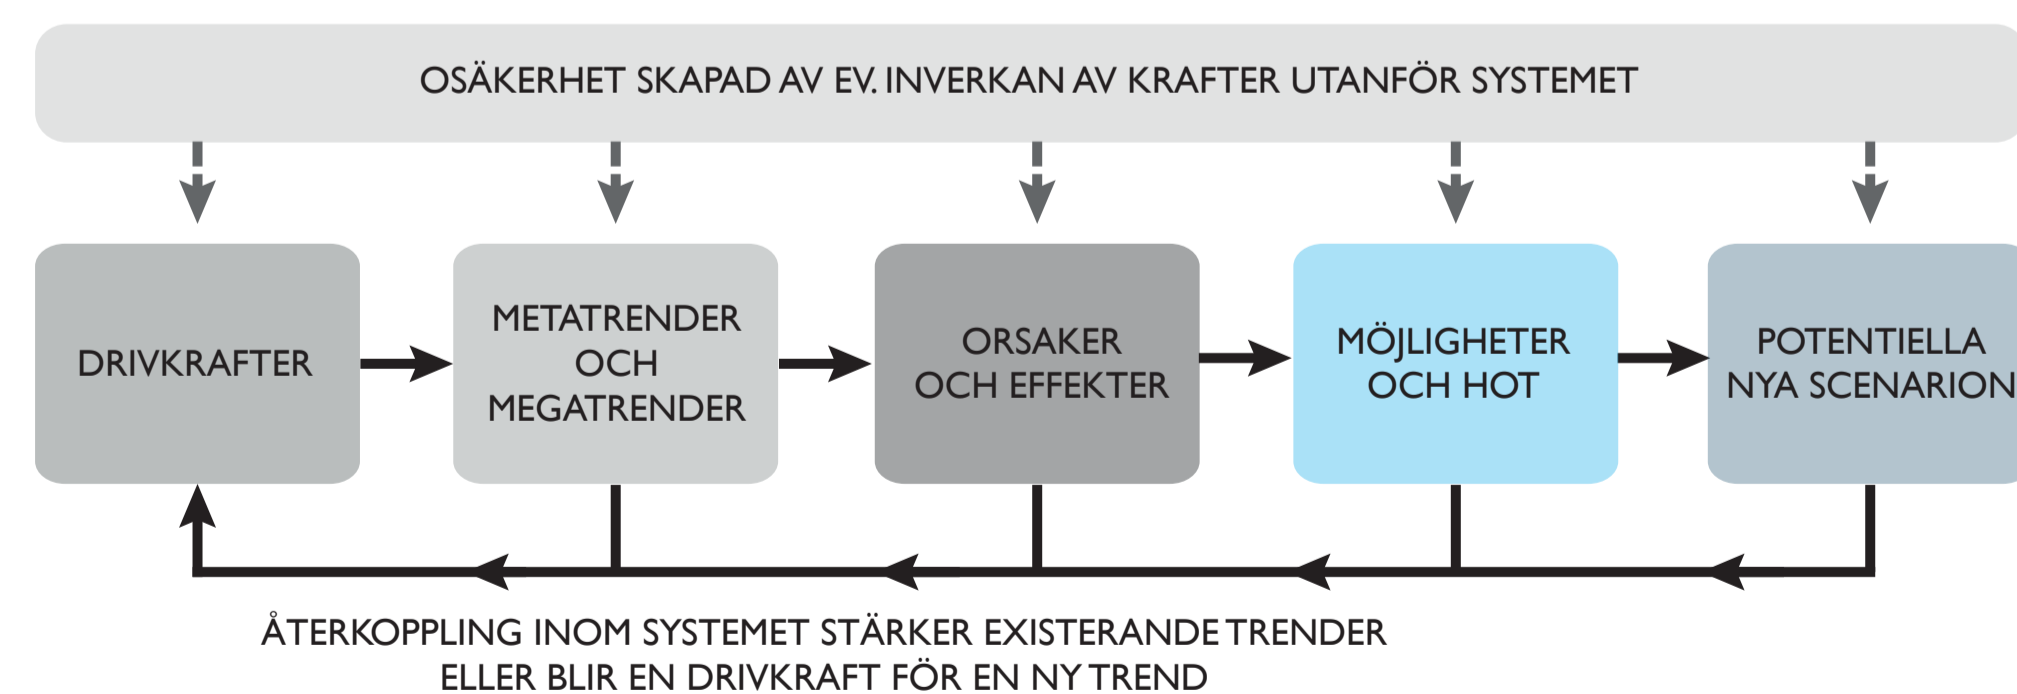 OSÄKERHET SKAPAD AV EV. INVERKAN AV KRAFTER UTANFÖR SYSTEMET
DRIVKRAFTER
METATRENDER
OCH
MEGATRENDER
ORSAKER
OCH EFFEKTER
MÖJLIGHETER
OCH HOT
POTENTIELLA
NYA SCENARION
ÅTERKOPPLING INOM SYSTEMET STÄRKER EXISTERANDE TRENDER
ELLER BLIR EN DRIVKRAFT FÖR EN NY TREND